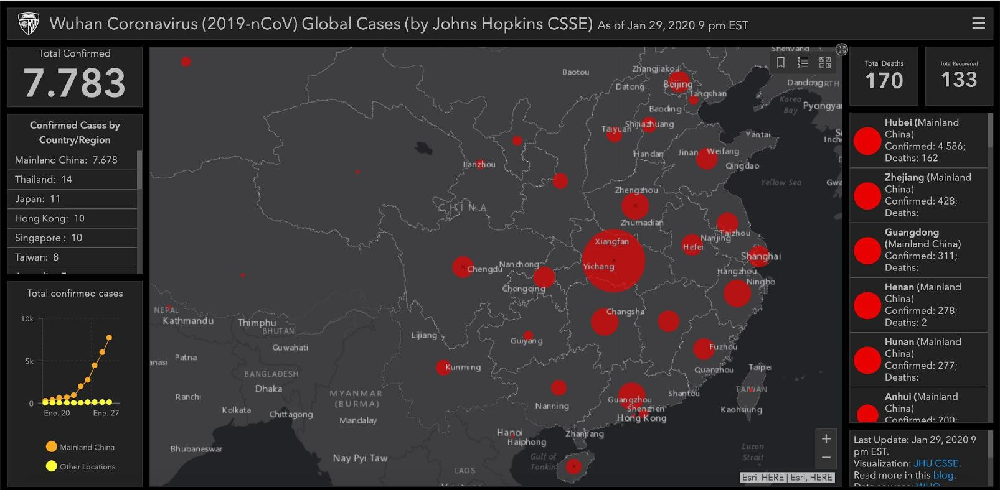 Wuhan Coronavirus (2019-nCoV) Global Cases (by Johns Hopkins CSSE) As of Jan 29, 2020 9 pm EST
Total Confirmed
7.783
Confirmed Cases by
Country/Region
Mainland China: 7.678
Thailand: 14
Japan: 11
Hong Kong: 10
Singapore : 10
Taiwan: 8
Total confirmed cases
10k
5k
0
Ene. 20
Ene. 27
Mainland China
Other Locations
Baotou
Zhangjiakou
Beijing
Datong
Tangshan
Baoding
Dandong
Korea
Bay
Pyongya
Shijiazhuang
Taiyuan
Yantai
Handan
Jinan
Weifang
Qingdao
Lanzhou
Yellow Sea
Zhengzhou
CHINA
Zhumadian
Xiangfan
Nanjing
Taizhou
Hefei
Shanghai
Yichang
Chengdu
Nanchong
Hangzhou
Ningbo
Chongqing
NEPAL
Kathmandu
Thimphu
BHUTAN
Changsha
Lijiang
Guiyang
Guwahati
Fuzhou
Patna
Kunming
Quanzhou
Taipei
BANGLADESH
Dhaka
MYANMAR
(BURMA)
Ranchi
Nanning
Guangzhou
Shantou
TAIWAN
Shenzhen
Hong Kong
Kaohsiung
Kolkata
Chittagong
Mandalay
Hanoi
Haiphong
Zhanjiang
Bhubaneswar
Nay Pyi Taw
Gulf of
Tonkin
Luzon
Strait
LAOS
Esri, HERE | Esri, HERE
Total Deaths
170
Total Recovered
133
Hubei (Mainland
China)
Confirmed: 4.586;
Deaths: 162
Zhejiang (Mainland
China)
Confirmed: 428;
Deaths:
Guangdong
(Mainland China)
Confirmed: 311;
Deaths:
Henan (Mainland
China)
Confirmed: 278;
Deaths: 2
Hunan (Mainland
China)
Confirmed: 277;
Deaths:
Anhui (Mainland
China)
Confirmed: 200;
Last Update: Jan 29, 2020 9
pm EST.
Visualization: JHU CSSE.
Read more in this blog.
Data sources: WHO